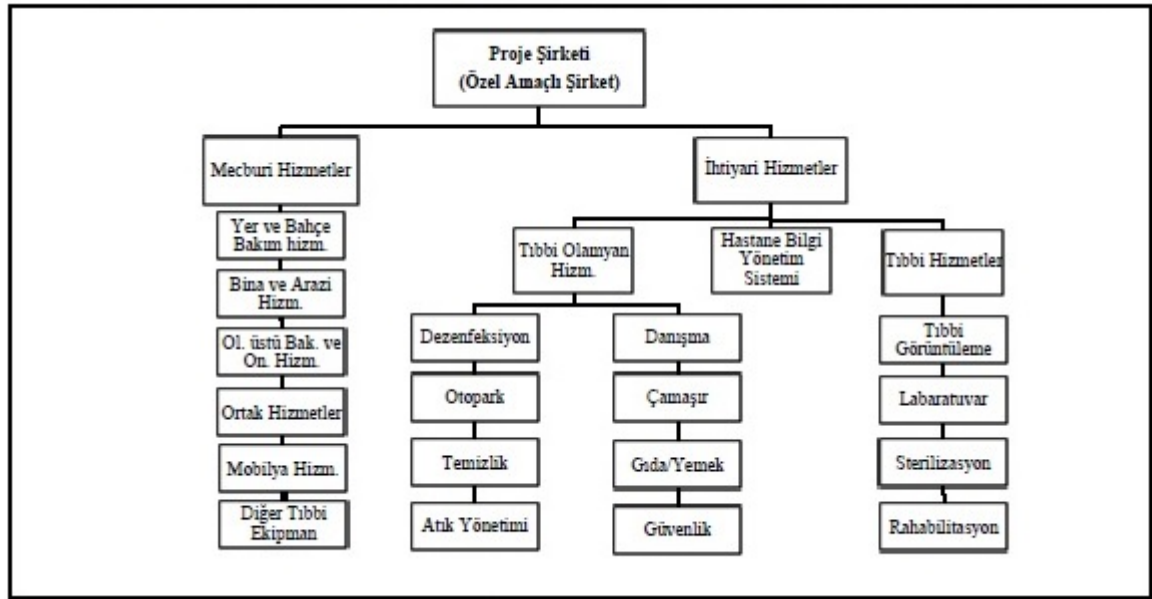 Proje Şirketi
(Özel Amaçlı Şirket)
Mecburi Hizmetler
İhtiyari Hizmetler
Yer ve Bahçe
Bakım hizm.
Bina ve Arazi
Hizm.
Ol. üstü Bak. ve
On. Hizm.
Ortak Hizmetler
Mobilya Hizm.
Diğer Tıbbi
Ekipman
Tıbbi Olamyan
Hizm.
Hastane Bilgi
Yönetim
Sistemi
Tıbbi Hizmetler
Dezenfeksiyon
Otopark
Temizlik
Atık Yönetimi
Danışma
Çamaşır
Gıda/Yemek
Güvenlik
Tıbbi
Görüntüleme
Labaratuvar
Sterilizasyon
Rahabilitasyon